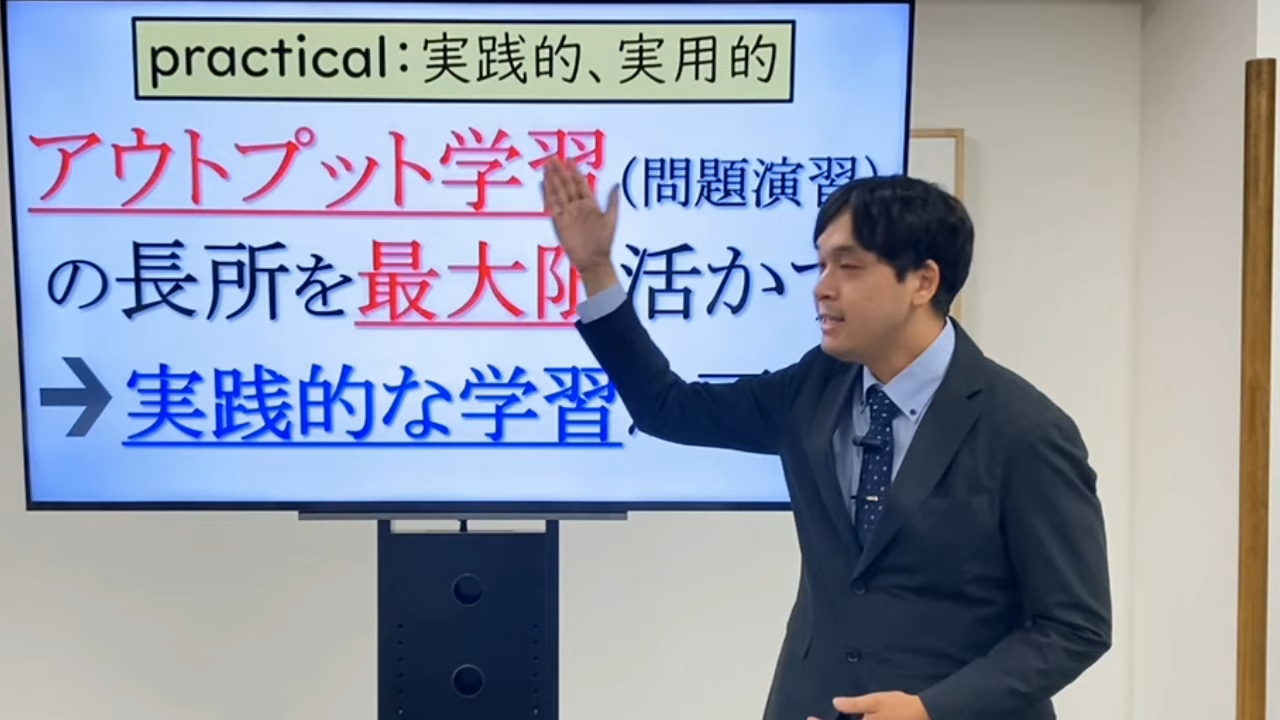 practical:実践的、実用的
アウトプット学習(問題演習)
の長所を最大限活か
→実践的な学習